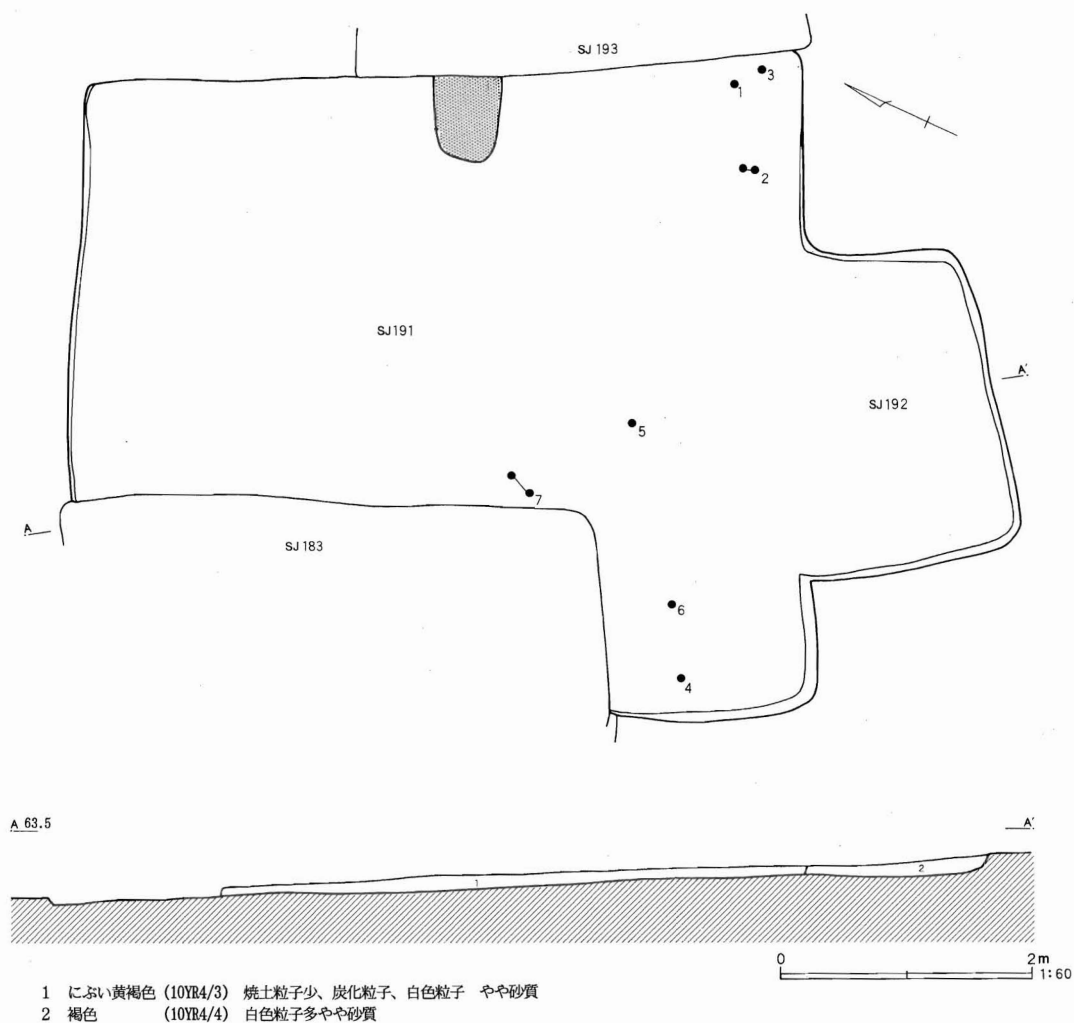 SJ 193
3
1
2
SJ191
A'
SJ192
5
7
A
SJ 183
6
4
A 63.5
A'
1
2
0 2m
1:60
1 にぶい黄褐色 (10YR4/3) 焼土粒子少、炭化粒子、白色粒子 やや砂質
2 褐色 (10YR4/4) 白色粒子多やや砂質